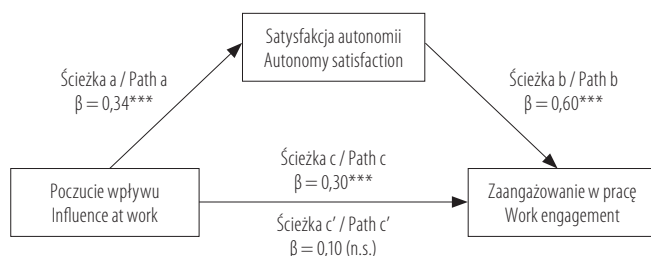 Satysfakcja autonomii
Autonomy satisfaction
Ścieżka a / Path a
β = 0,34***
Ścieżka b / Path b
β = 0,60***
Poczucie wpływu
Influence at work
Ścieżka c / Path c
β = 0,30***
Ścieżka c’ / Path c’
β = 0,10 (n.s.)
Zaangażowanie w pracę
Work engagement